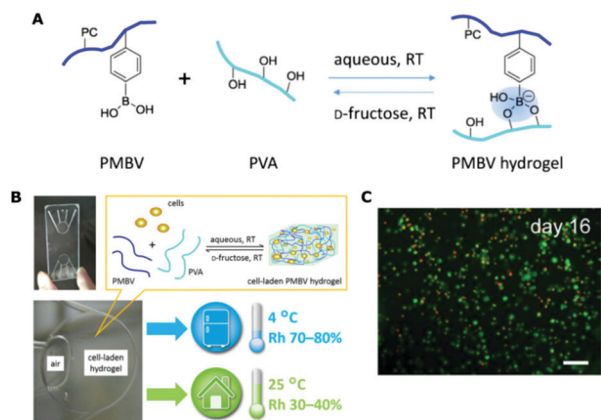 A
PC
HO
B
OH
PMBV
+
OH
OH
OH
PVA
aqueous, RT
D-fructose, RT
PC
HO
B
O
O
OH
PMBV hydrogel
B
cells
+
PMBV
PVA
aqueous, RT
D-fructose, RT
cell-laden PMBV hydrogel
air
cell-laden
hydrogel
4 °C
Rh 70–80%
25 °C
Rh 30–40%
C
day 16